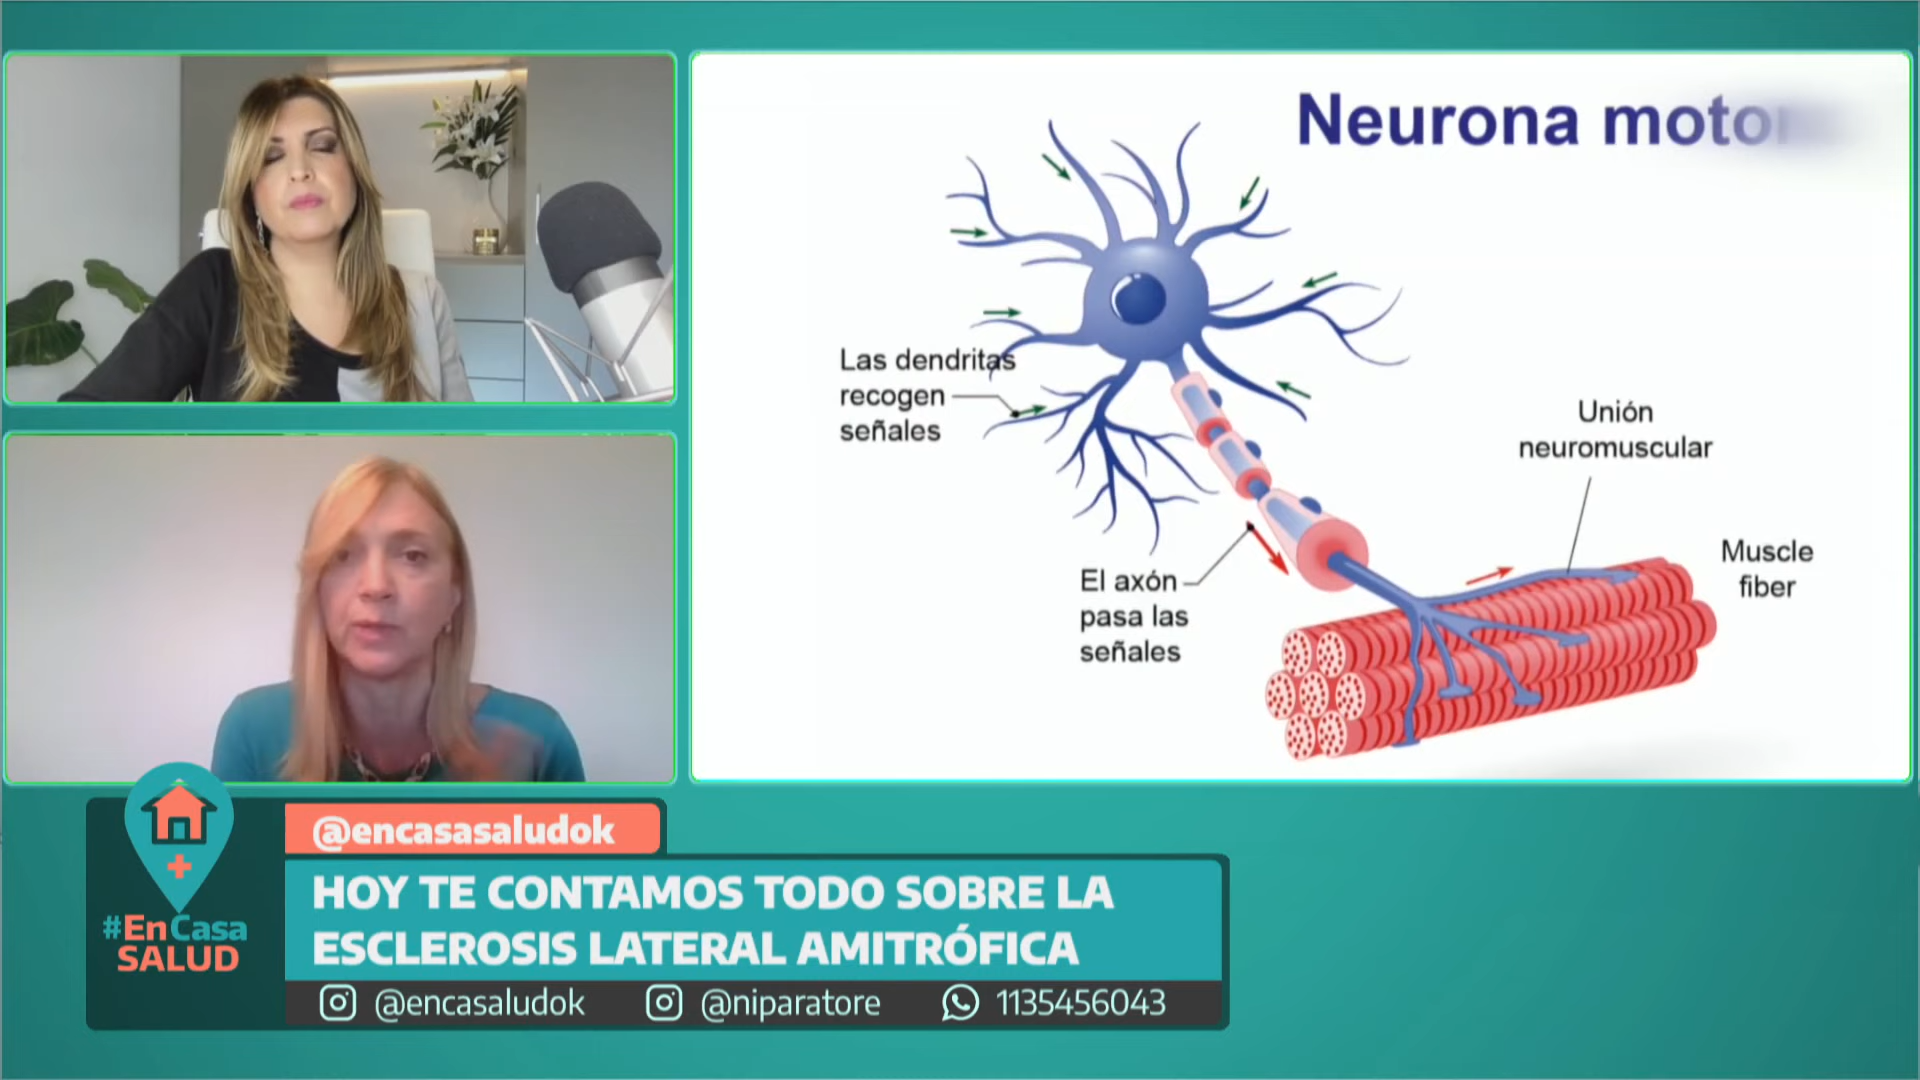 Neurona motor
Las dendritas
recogen
señales
Unión
neuromuscular
Muscle
fiber
El axón
pasa las
señales
@encasasaludok
HOY TE CONTAMOS TODO SOBRE LA
ESCLEROSIS LATERAL AMITRÓFICA
#EnCasa
SALUD
@encasaludok @niparatore 1135456043